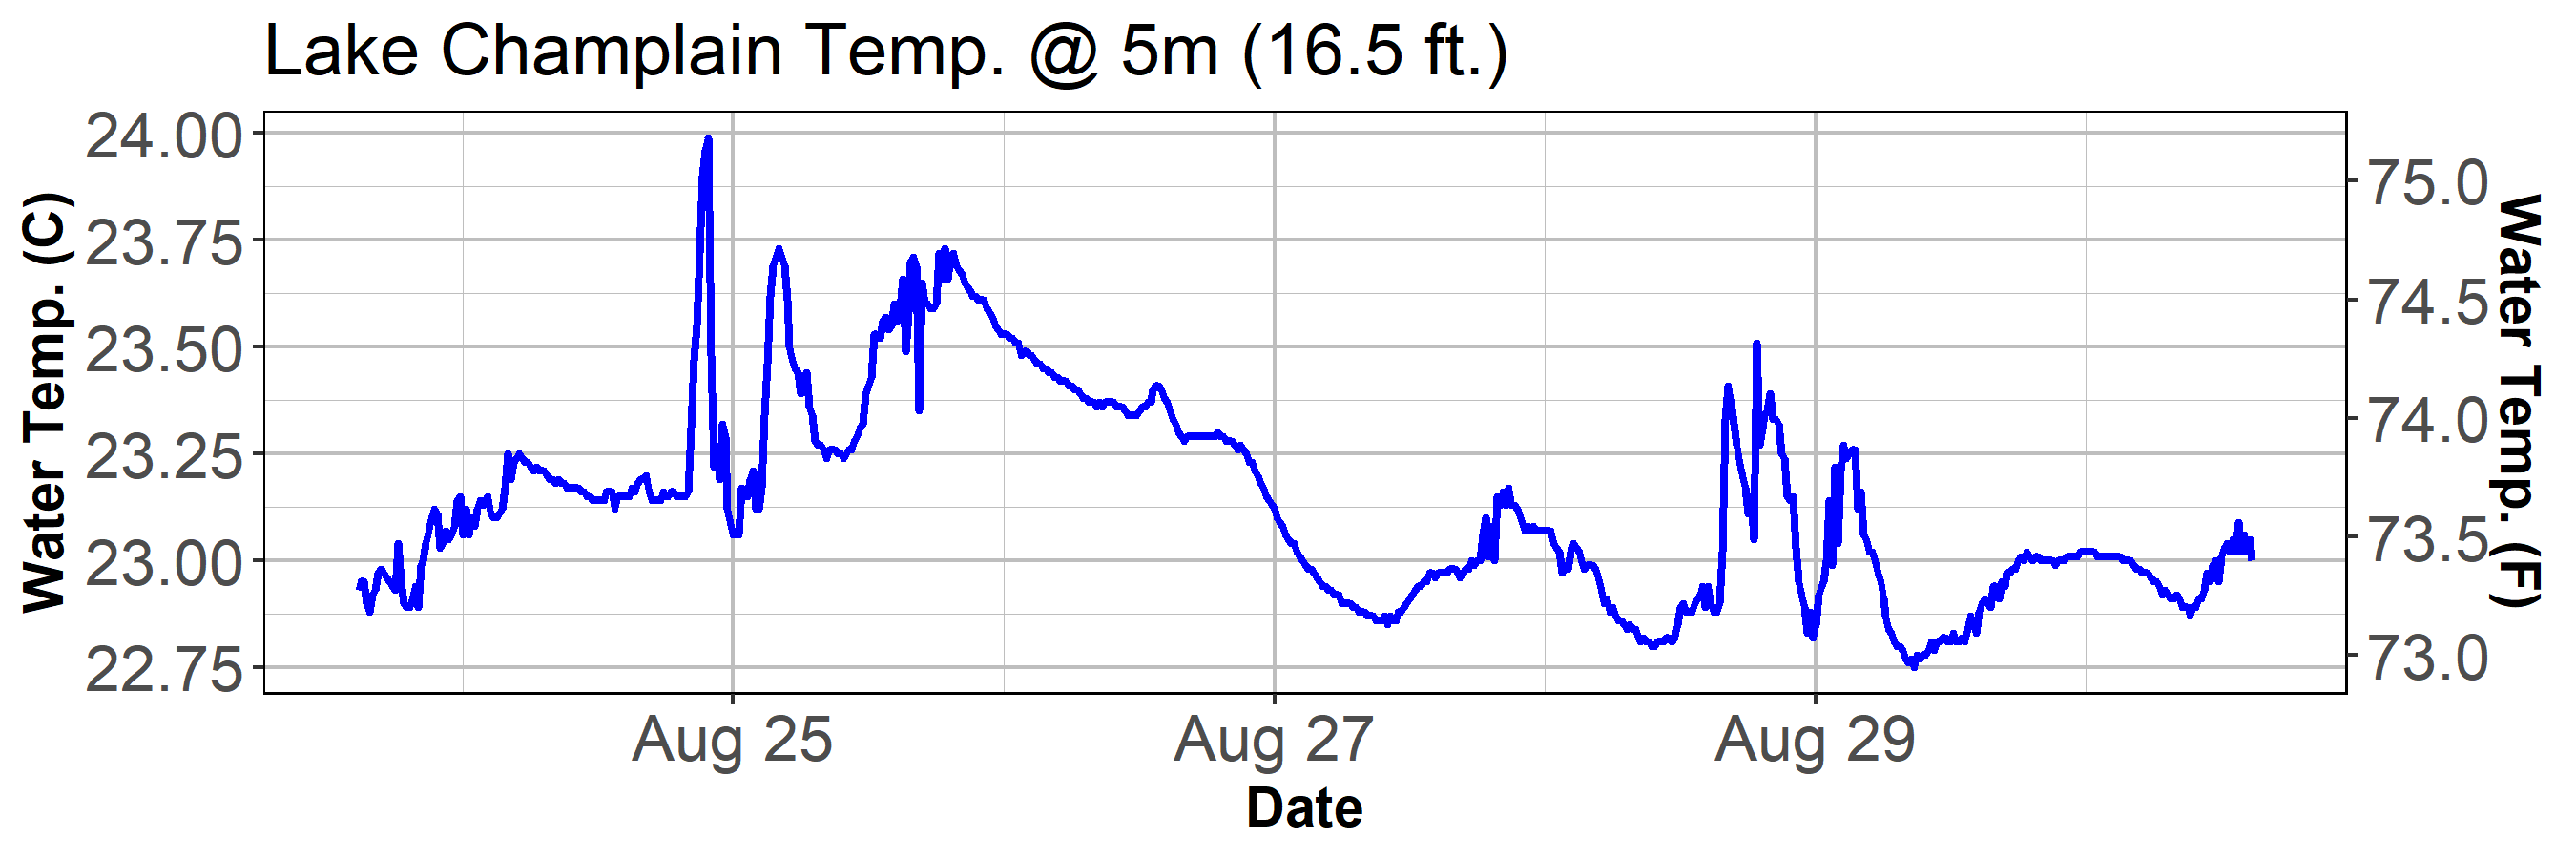 Lake Champlain Temp. @ 5m (16.5 ft.)
Water Temp. (C)
24.00
23.75
23.50
23.25
23.00
22.75
75.0
74.5
74.0
73.5
73.0
Water Temp. (F)
Aug 25 Aug 27 Aug 29
Date